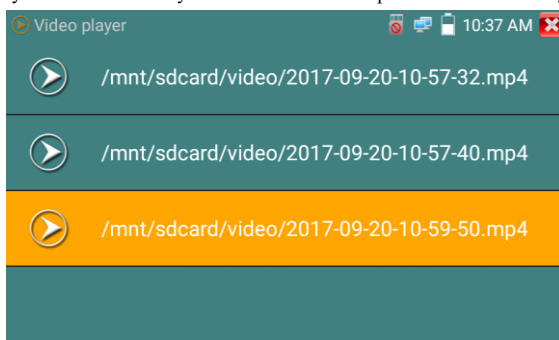 Video player
10:37 AM
/mnt/sdcard/video/2017-09-20-10-57-32.mp4
/mnt/sdcard/video/2017-09-20-10-57-40.mp4
/mnt/sdcard/video/2017-09-20-10-59-50.mp4